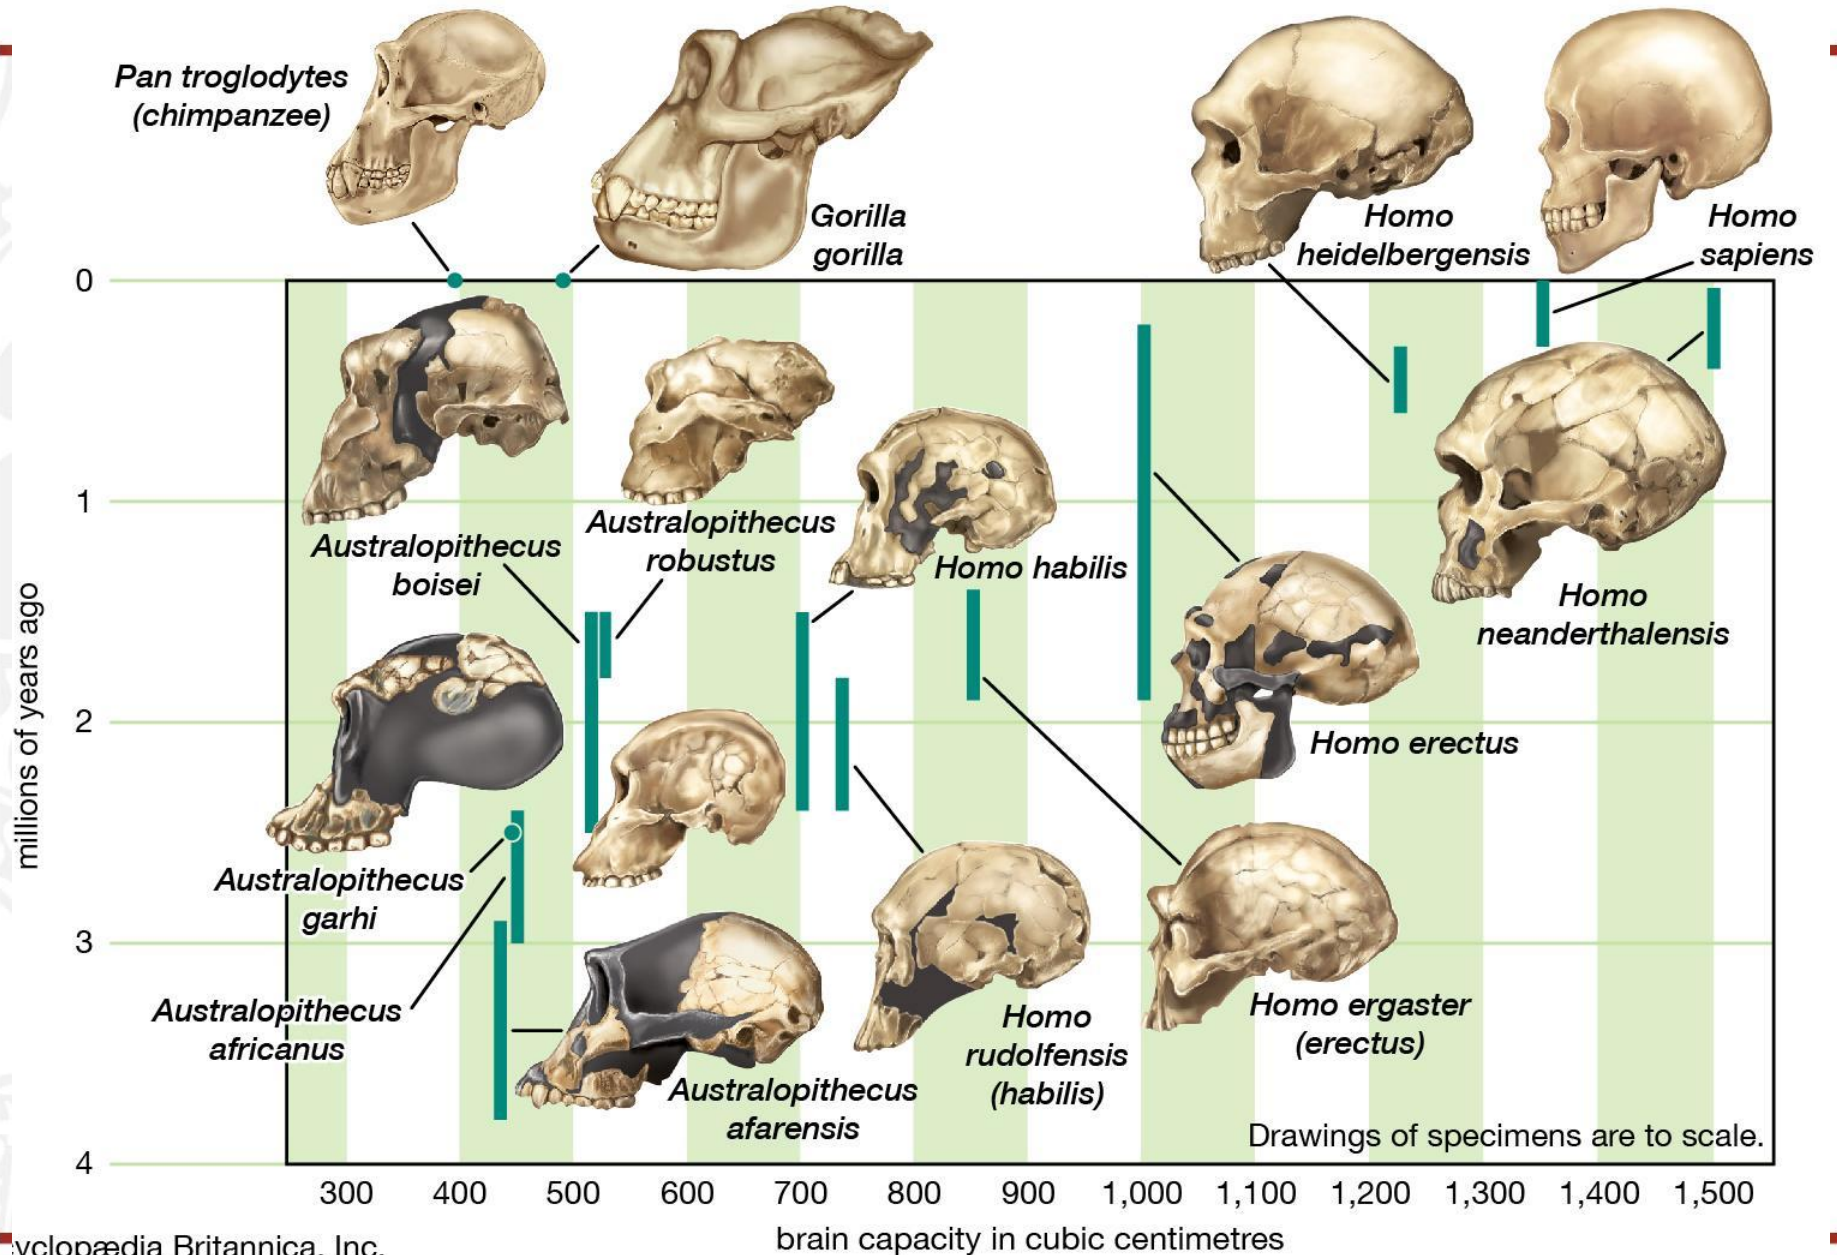 Pan troglodytes
(chimpanzee)
Gorilla
gorilla
Homo
heidelbergensis
Homo
sapiens
0
1
2
3
4
millions of years ago
Australopithecus
boisei
Australopithecus
robustus
Homo habilis
Homo
neanderthalensis
Homo erectus
Australopithecus
garhi
Australopithecus
africanus
Australopithecus
afarensis
Homo
rudolfensis
(habilis)
Homo ergaster
(erectus)
Drawings of specimens are to scale.
300 400 500 600 700 800 900 1,000 1,100 1,200 1,300 1,400 1,500
brain capacity in cubic centimetres
yclopædia Britannica, Inc.